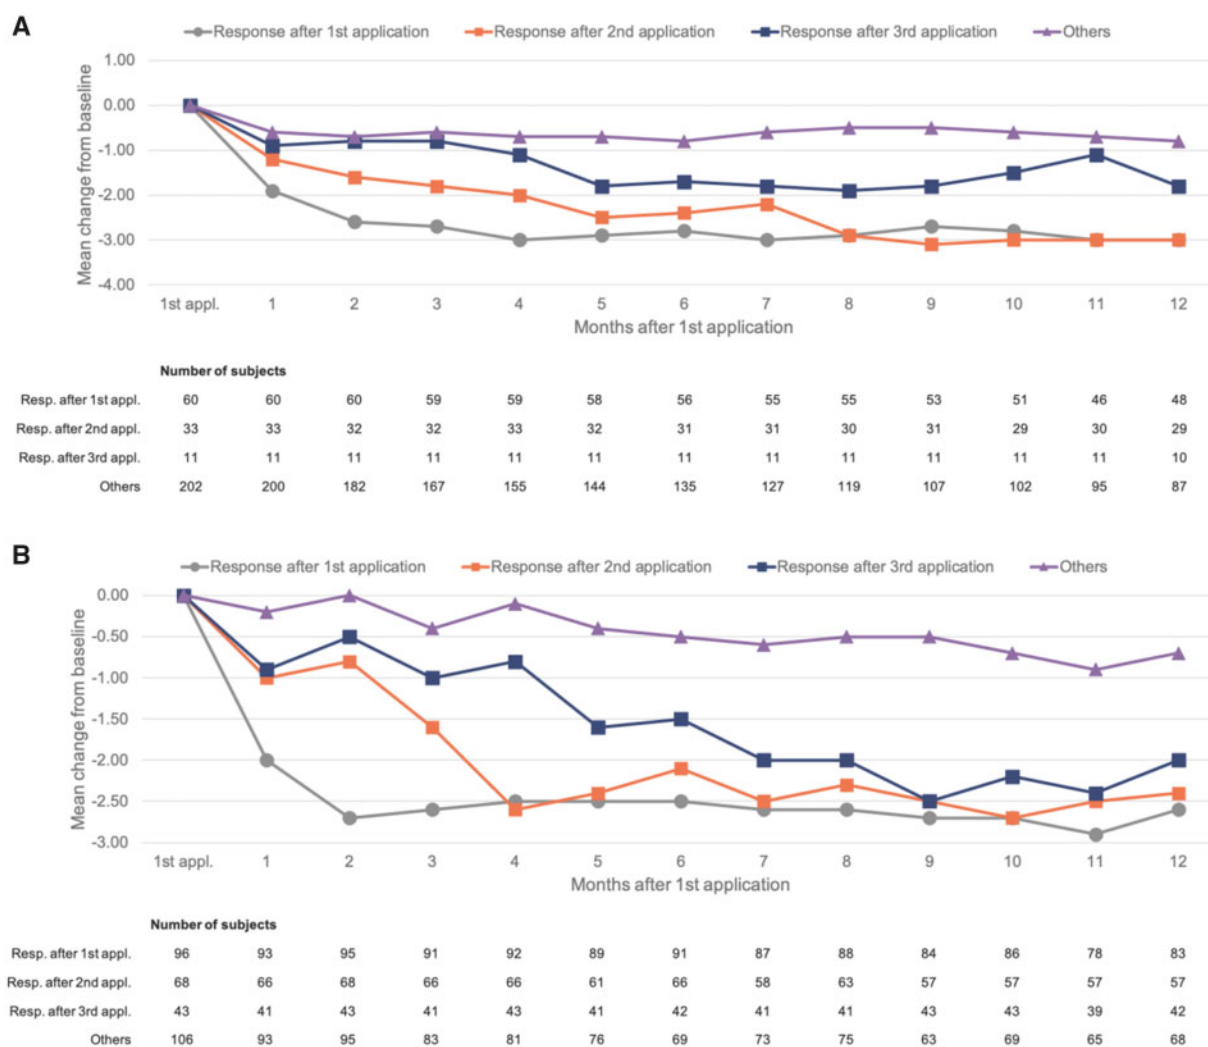 A
Response after 1st application Response after 2nd application Response after 3rd application Others
Mean change from baseline
1.00
0.00
-1.00
-2.00
-3.00
-4.00
1st appl. 1 2 3 4 5 6 7 8 9 10 11 12
Months after 1st application
Number of subjects
Resp. after 1st appl. 60 60 60 59 59 58 56 55 55 53 51 46 48
Resp. after 2nd appl. 33 33 32 32 33 32 31 31 30 31 29 30 29
Resp. after 3rd appl. 11 11 11 11 11 11 11 11 11 11 11 11 10
Others 202 200 182 167 155 144 135 127 119 107 102 95 87
B
Response after 1st application Response after 2nd application Response after 3rd application Others
Mean change from baseline
0.00
-0.50
-1.00
-1.50
-2.00
-2.50
-3.00
1st appl. 1 2 3 4 5 6 7 8 9 10 11 12
Months after 1st application
Number of subjects
Resp. after 1st appl. 96 93 95 91 92 89 91 87 88 84 86 78 83
Resp. after 2nd appl. 68 66 68 66 66 61 66 58 63 57 57 57 57
Resp. after 3rd appl. 43 41 43 41 43 41 42 41 41 43 43 39 42
Others 106 93 95 83 81 76 69 73 75 63 69 65 68